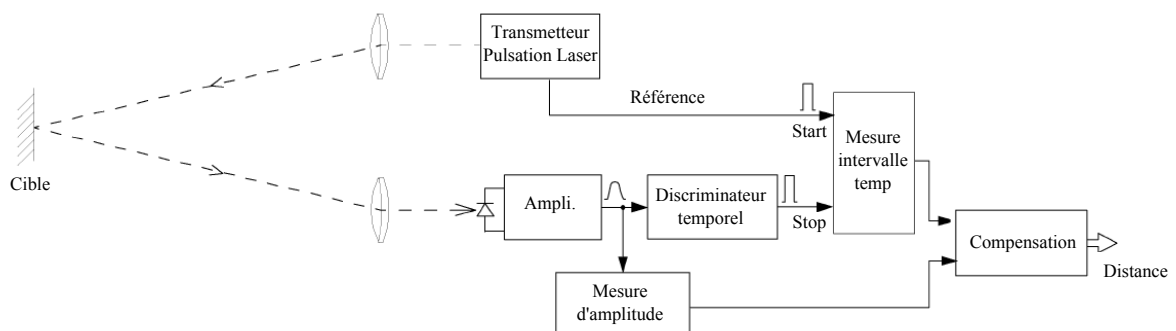 Transmetteur
Pulsation Laser
Référence
Start
Mesure
intervalle
temp
Cible
Ampli.
Discriminateur
temporel
Stop
Compensation
Distance
Mesure
d'amplitude